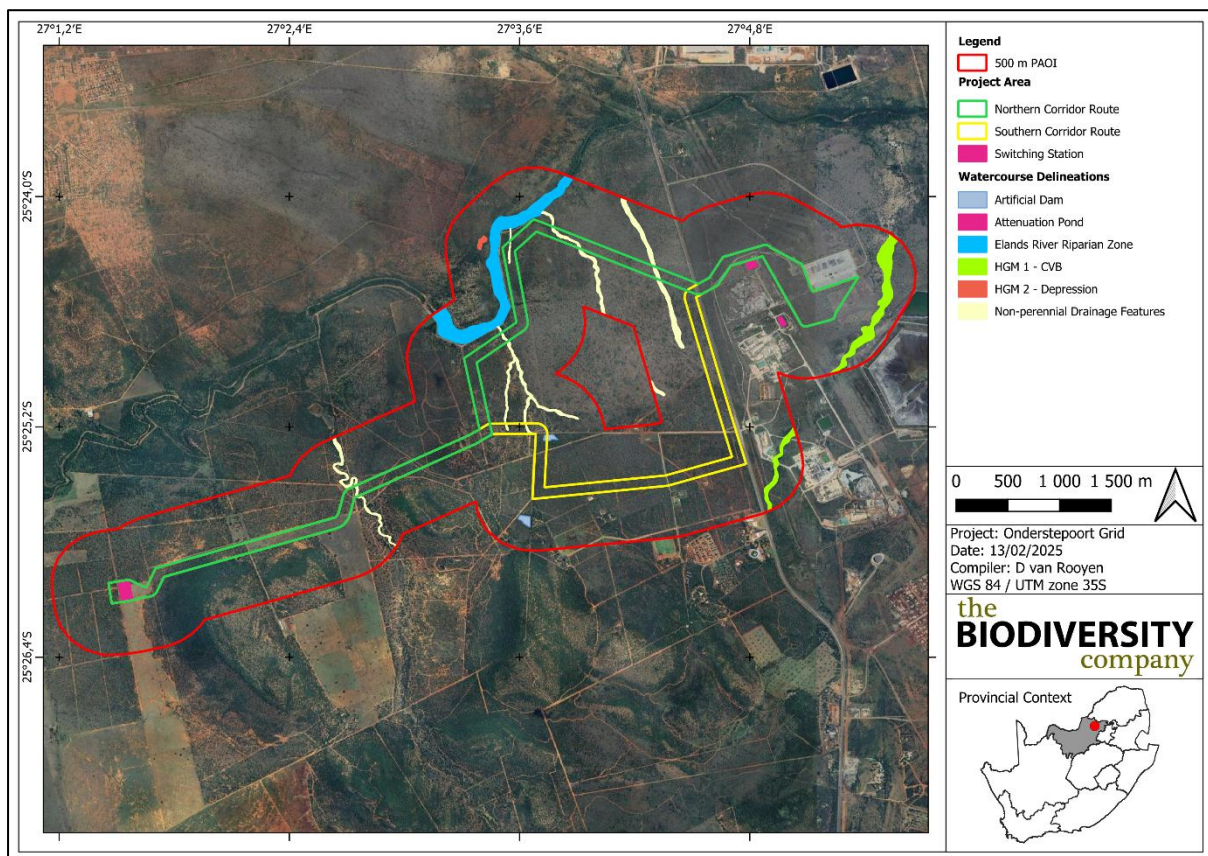 27°1,2′E
27°2,4′E
27°3,6′E
27°4,8′E
25°24,0′S
25°25,2′S
25°26,4′S
Legend
500 m PAOI
Project Area
Northern Corridor Route
Southern Corridor Route
Switching Station
Watercourse Delineations
Artificial Dam
Attenuation Pond
Elands River Riparian Zone
HGM 1 - CVB
HGM 2 - Depression
Non-perennial Drainage Features
0 500 1 000 1 500 m
Project: Onderstepoort Grid
Date: 13/02/2025
Compiler: D van Rooyen
WGS 84 / UTM zone 35S
the
BIODIVERSITY
company
Provincial Context